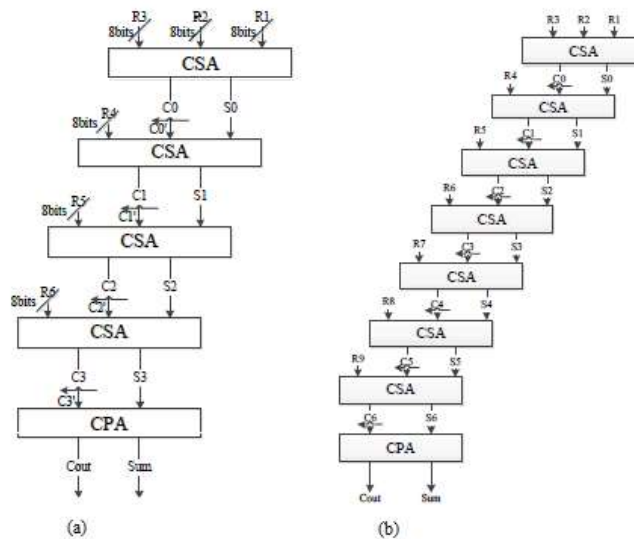 R3 R2 R1
8bits 8bits 8bits
CSA
C0 S0
R4
8bits C0'
CSA
C1 S1
R5
8bits C1'
CSA
C2 S2
R6
8bits C2'
CSA
C3 S3
C3'
CPA
Cout Sum
(a)
R3 R2 R1
CSA
R4 C0 S0
CSA
R5 C1 S1
CSA
R6 C2 S2
CSA
R7 C3 S3
CSA
R8 C4 S4
CSA
R9 C5 S5
CSA
C6 S6
CPA
Cout Sum
(b)